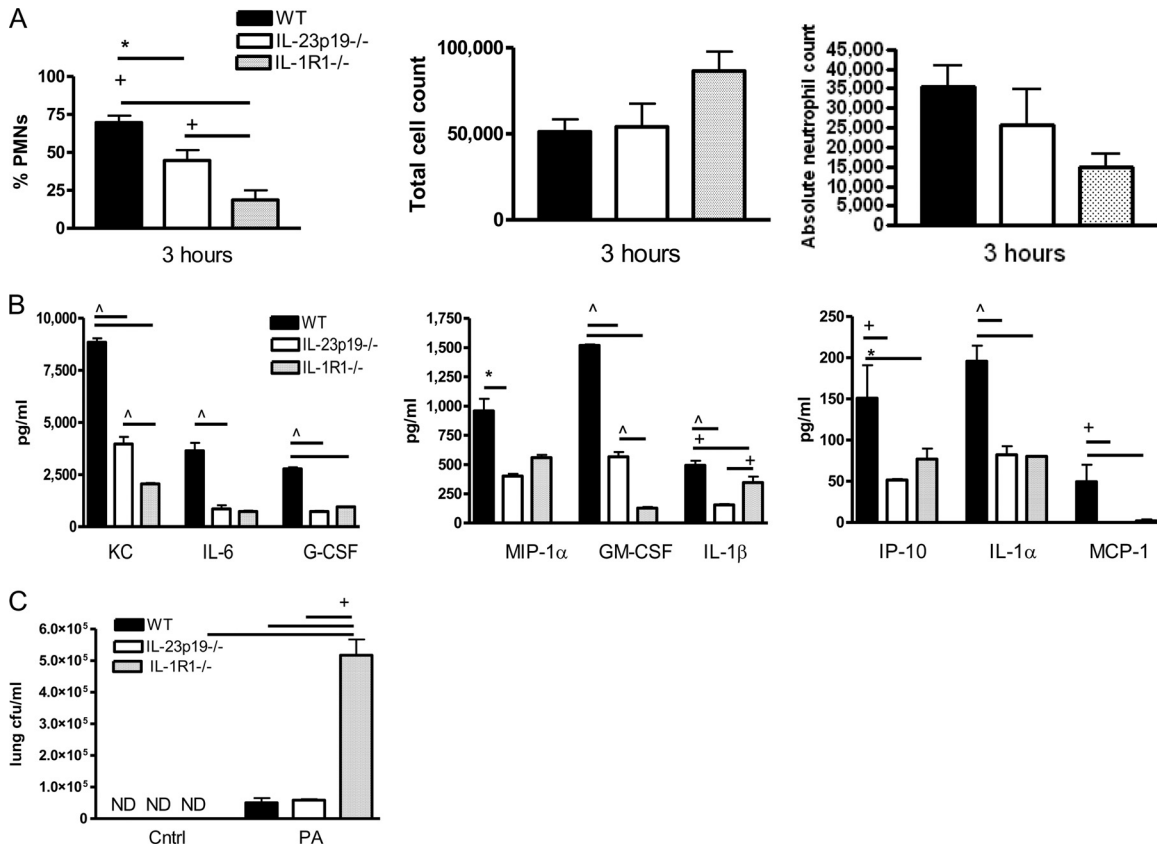 A
WT
IL-23p19-/-
IL-1R1-/-
*
+
+
100
75
50
25
0
% PMNs
3 hours
100,000
50,000
0
Total cell count
3 hours
45,000
40,000
35,000
30,000
25,000
20,000
15,000
10,000
5,000
0
Absolute neutrophil count
3 hours
B
WT
IL-23p19-/-
IL-1R1-/-
^
^
^
^
10,000
7,500
5,000
2,500
0
pg/ml
KC IL-6 G-CSF
*
^
^
^
+
+
1,750
1,500
1,250
1,000
750
500
250
0
pg/ml
MIP-1α GM-CSF IL-1β
+
*
^
+
250
200
150
100
50
0
pg/ml
IP-10 IL-1α MCP-1
C
WT
IL-23p19-/-
IL-1R1-/-
+
6.0×10⁵
5.0×10⁵
4.0×10⁵
3.0×10⁵
2.0×10⁵
1.0×10⁵
0
lung cfu/ml
ND ND ND
Cntrl PA